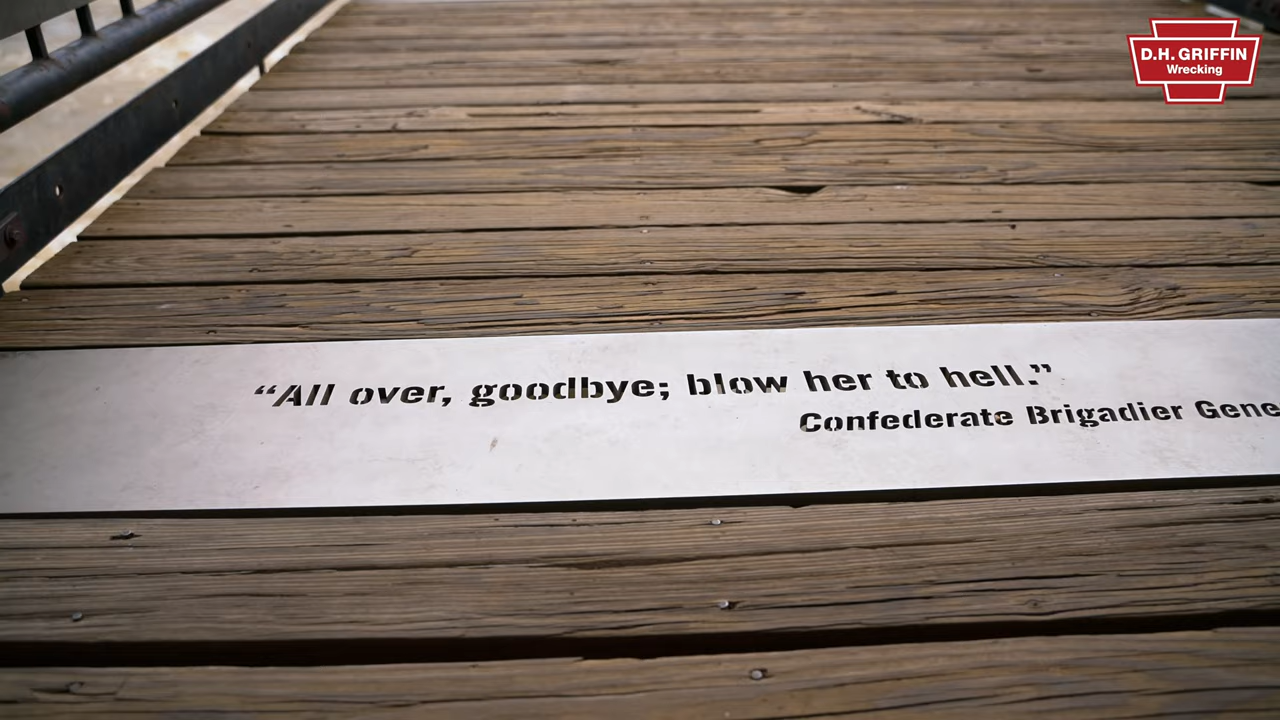 D.H. GRIFFIN
Wrecking
“All over, goodbye; blow her to hell.”
Confederate Brigadier Gene